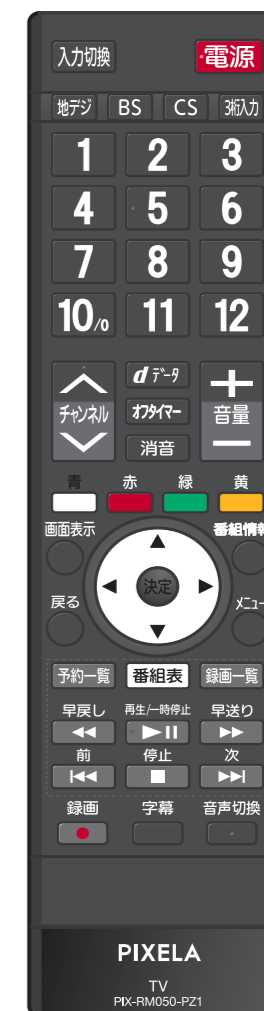 入力切換 電源
地デジ BS CS 3桁入力
1 2 3
4 5 6
7 8 9
10/0 11 12
dデータ
チャンネル オフタイマー 音量
消音
青 赤 緑 黄
画面表示 番組情報
戻る 決定 メニュー
予約一覧 番組表 録画一覧
早戻し 再生/一時停止 早送り
前 停止 次
録画 字幕 音声切換
PIXELA
TV
PIX-RM050-PZ1